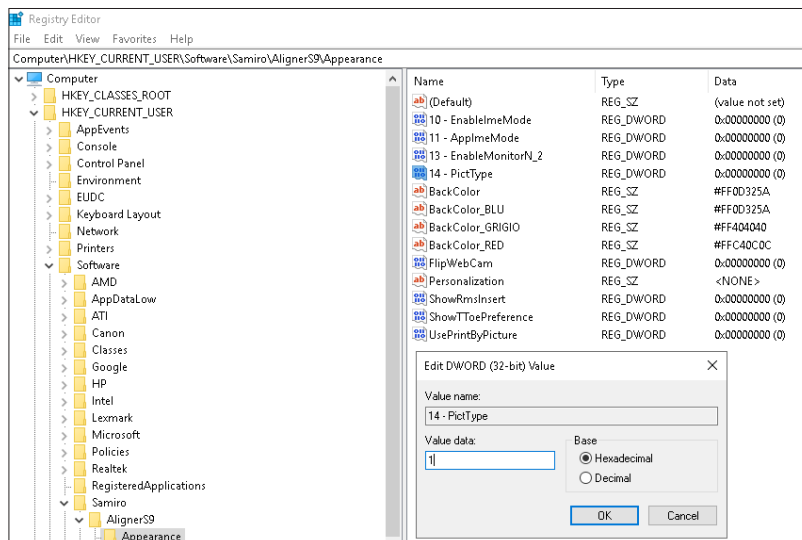 Registry Editor
File Edit View Favorites Help
Computer\HKEY_CURRENT_USER\Software\Samiro\AlignerS9\Appearance
Computer
HKEY_CLASSES_ROOT
HKEY_CURRENT_USER
AppEvents
Console
Control Panel
Environment
EUDC
Keyboard Layout
Network
Printers
Software
AMD
AppDataLow
ATI
Canon
Classes
Google
HP
Intel
Lexmark
Microsoft
Policies
Realtek
RegisteredApplications
Samiro
AlignerS9
Appearance
Name Type Data
(Default) REG_SZ (value not set)
10 - EnableImeMode REG_DWORD 0x00000000 (0)
11 - AppImeMode REG_DWORD 0x00000000 (0)
13 - EnableMonitorN_2 REG_DWORD 0x00000000 (0)
14 - PictType REG_DWORD 0x00000000 (0)
BackColor REG_SZ #FF0D325A
BackColor_BLU REG_SZ #FF0D325A
BackColor_GRIGIO REG_SZ #FF404040
BackColor_RED REG_SZ #FFC40C0C
FlipWebCam REG_DWORD 0x00000000 (0)
Personalization REG_SZ <NONE>
ShowRmsInsert REG_DWORD 0x00000000 (0)
ShowTToePreference REG_DWORD 0x00000000 (0)
UsePrintByPicture REG_DWORD 0x00000000 (0)
Edit DWORD (32-bit) Value
Value name:
14 - PictType
Value data:
1
Base
Hexadecimal
Decimal
OK Cancel